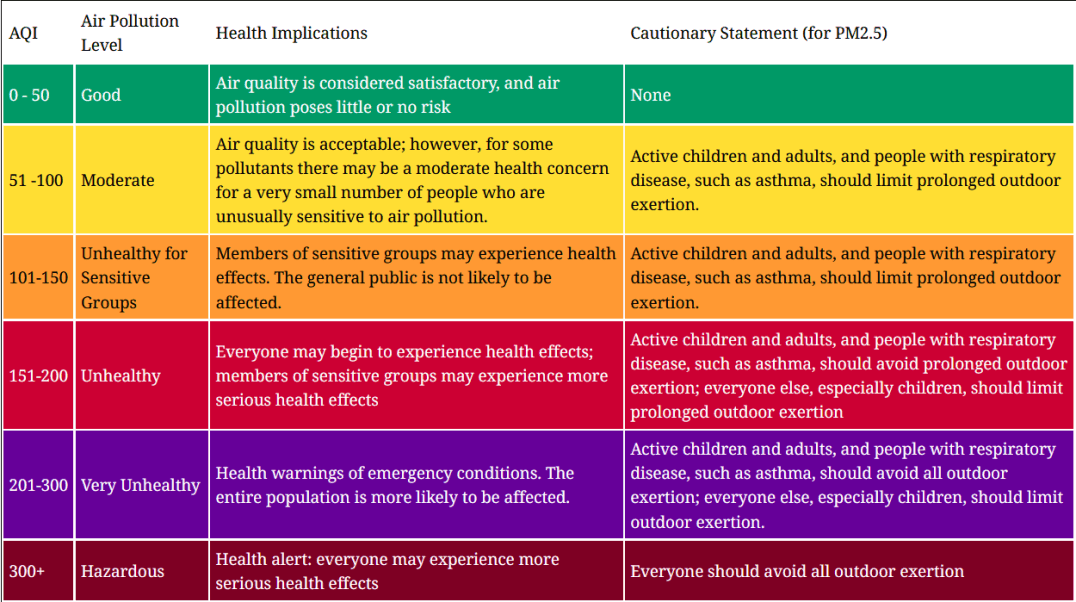 AQI
Air Pollution
Level
Health Implications
Cautionary Statement (for PM2.5)
0 - 50
Good
Air quality is considered satisfactory, and air
pollution poses little or no risk
None
51 -100
Moderate
Air quality is acceptable; however, for some
pollutants there may be a moderate health concern
for a very small number of people who are
unusually sensitive to air pollution.
Active children and adults, and people with respiratory
disease, such as asthma, should limit prolonged outdoor
exertion.
101-150
Unhealthy for
Sensitive
Groups
Members of sensitive groups may experience health
effects. The general public is not likely to be
affected.
Active children and adults, and people with respiratory
disease, such as asthma, should limit prolonged outdoor
exertion.
151-200
Unhealthy
Everyone may begin to experience health effects;
members of sensitive groups may experience more
serious health effects
Active children and adults, and people with respiratory
disease, such as asthma, should avoid prolonged outdoor
exertion; everyone else, especially children, should limit
prolonged outdoor exertion
201-300
Very Unhealthy
Health warnings of emergency conditions. The
entire population is more likely to be affected.
Active children and adults, and people with respiratory
disease, such as asthma, should avoid all outdoor
exertion; everyone else, especially children, should limit
outdoor exertion.
300+
Hazardous
Health alert: everyone may experience more
serious health effects
Everyone should avoid all outdoor exertion